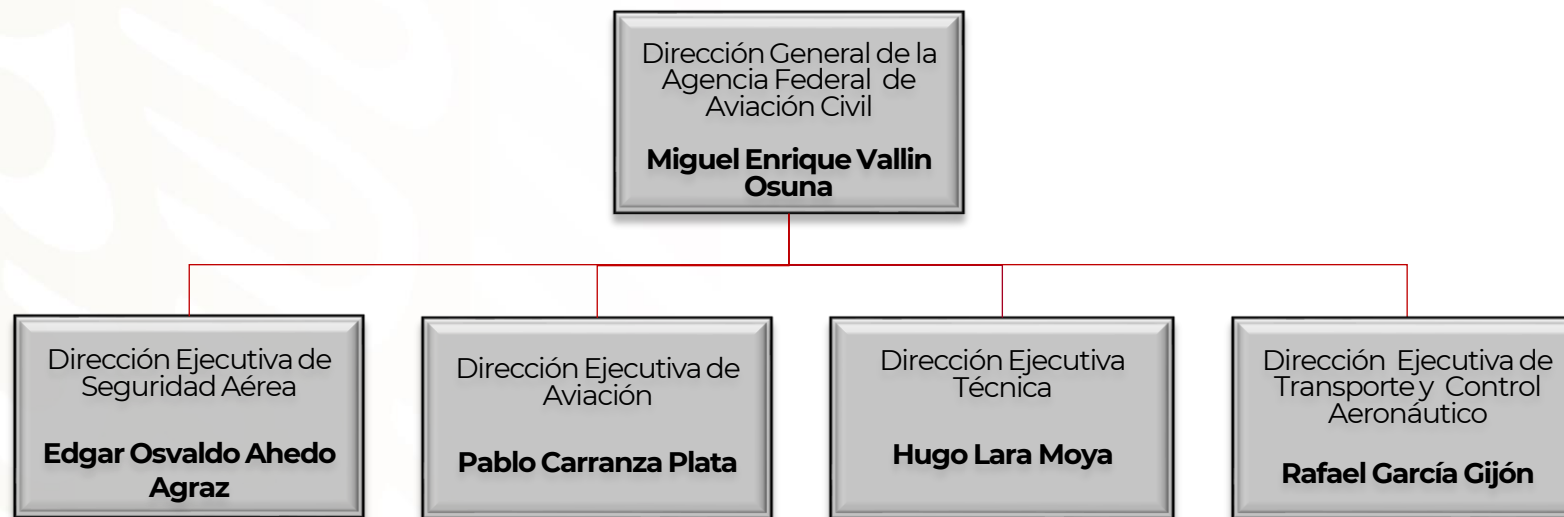 Dirección General de la
Agencia Federal de
Aviación Civil
Miguel Enrique Vallin
Osuna
Dirección Ejecutiva de
Seguridad Aérea
Edgar Osvaldo Ahedo
Agraz
Dirección Ejecutiva de
Aviación
Pablo Carranza Plata
Dirección Ejecutiva
Técnica
Hugo Lara Moya
Dirección Ejecutiva de
Transporte y Control
Aeronáutico
Rafael García Gijón